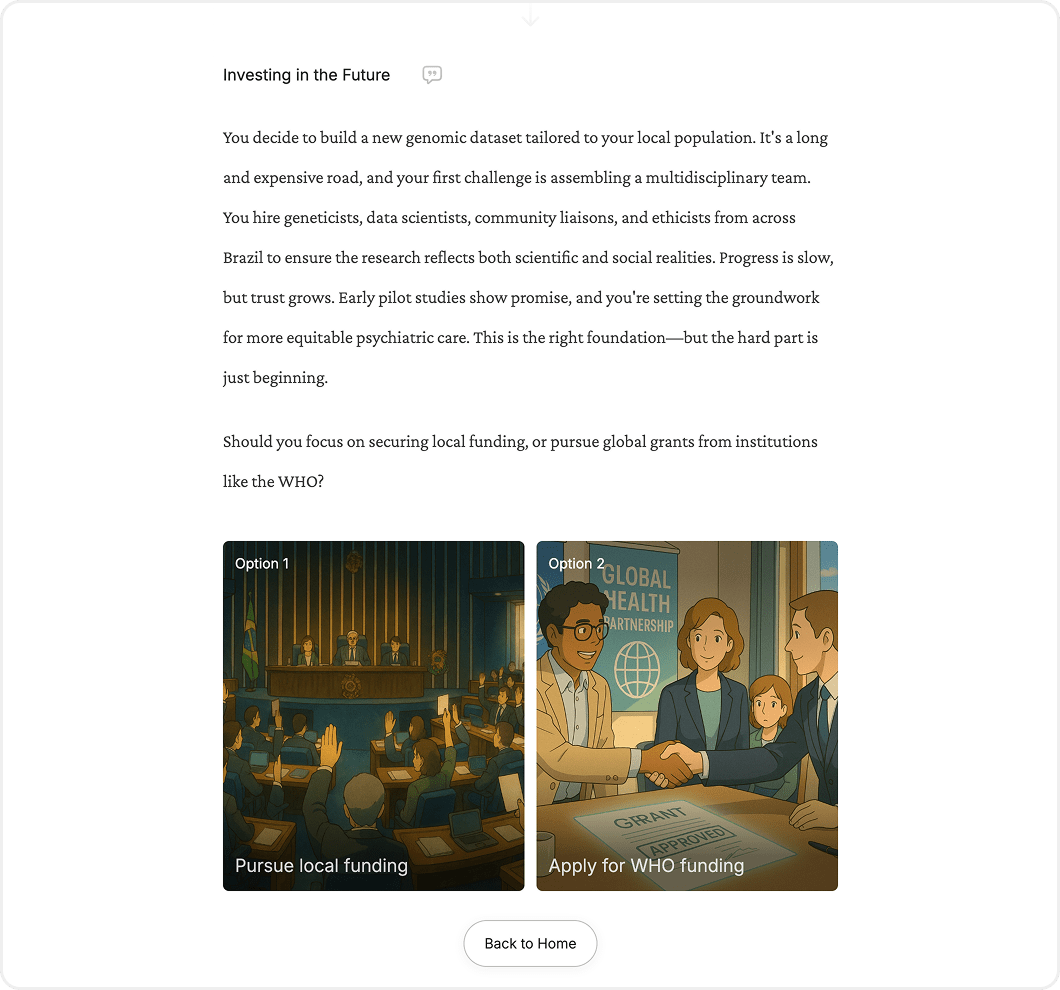 Investing in the Future
You decide to build a new genomic dataset tailored to your local population. It's a long
and expensive road, and your first challenge is assembling a multidisciplinary team.
You hire geneticists, data scientists, community liaisons, and ethicists from across
Brazil to ensure the research reflects both scientific and social realities. Progress is slow,
but trust grows. Early pilot studies show promise, and you're setting the groundwork
for more equitable psychiatric care. This is the right foundation—but the hard part is
just beginning.
Should you focus on securing local funding, or pursue global grants from institutions
like the WHO?
Option 1
Pursue local funding
Option 2
GLOBAL
HEALTH
PARTNERSHIP
GRRANT
APPROVED
Apply for WHO funding
Back to Home